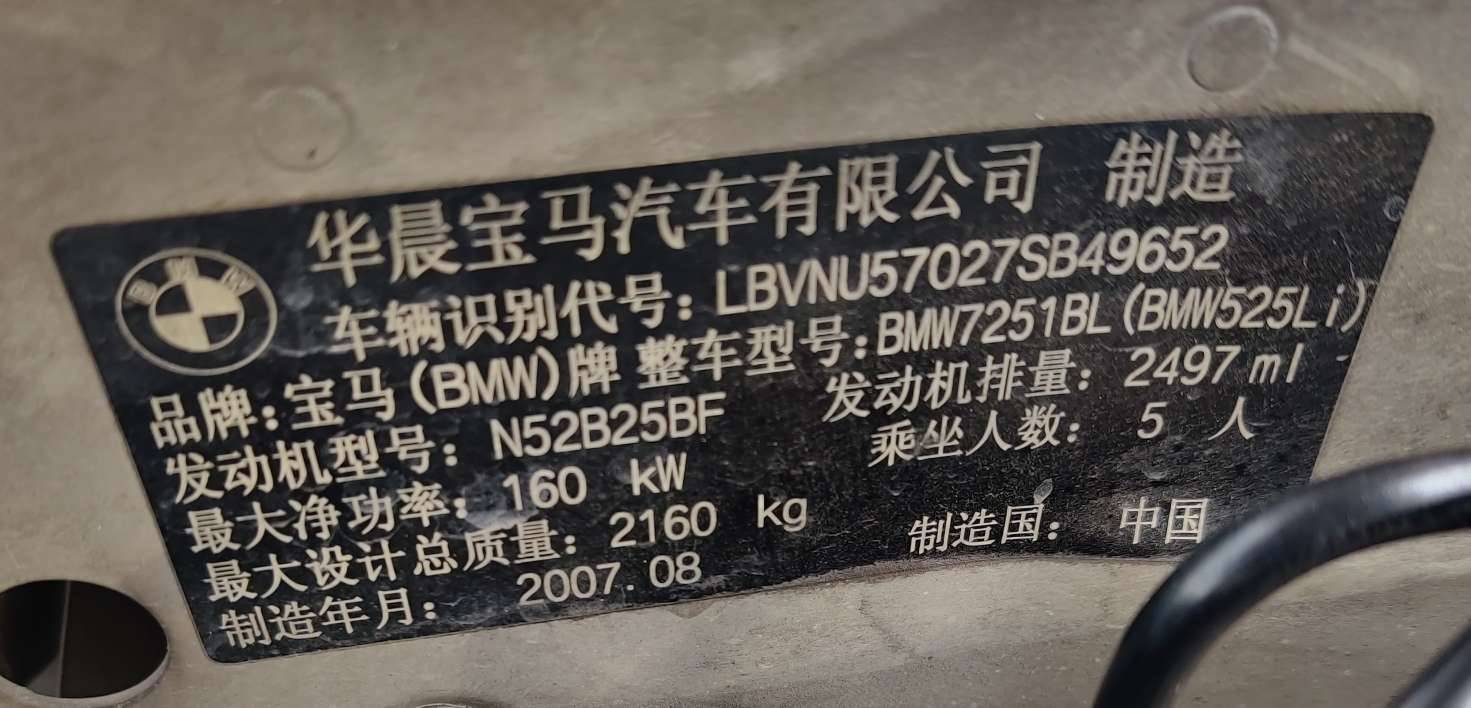 华晨宝马汽车有限公司 制造
BMW
车辆识别代号: LBVNU57027SB49652
品牌: 宝马(BMW)牌 整车型号: BMW7251BL(BMW525Li)
发动机型号: N52B25BF 发动机排量: 2497 ml
最大净功率: 160 kW 乘坐人数: 5 人
最大设计总质量: 2160 kg 制造国: 中国
制造年月: 2007.08